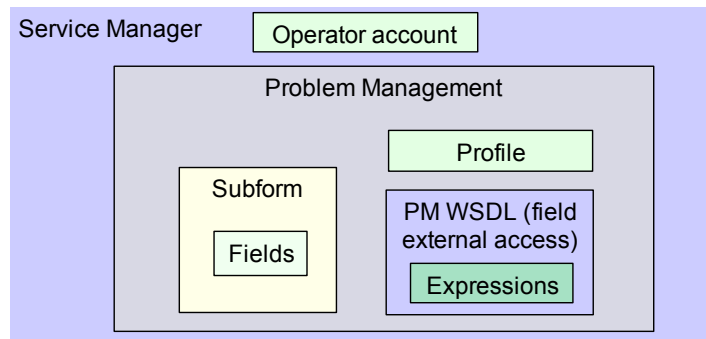 Service Manager
Operator account
Problem Management
Profile
Subform
PM WSDL (field
external access)
Fields
Expressions